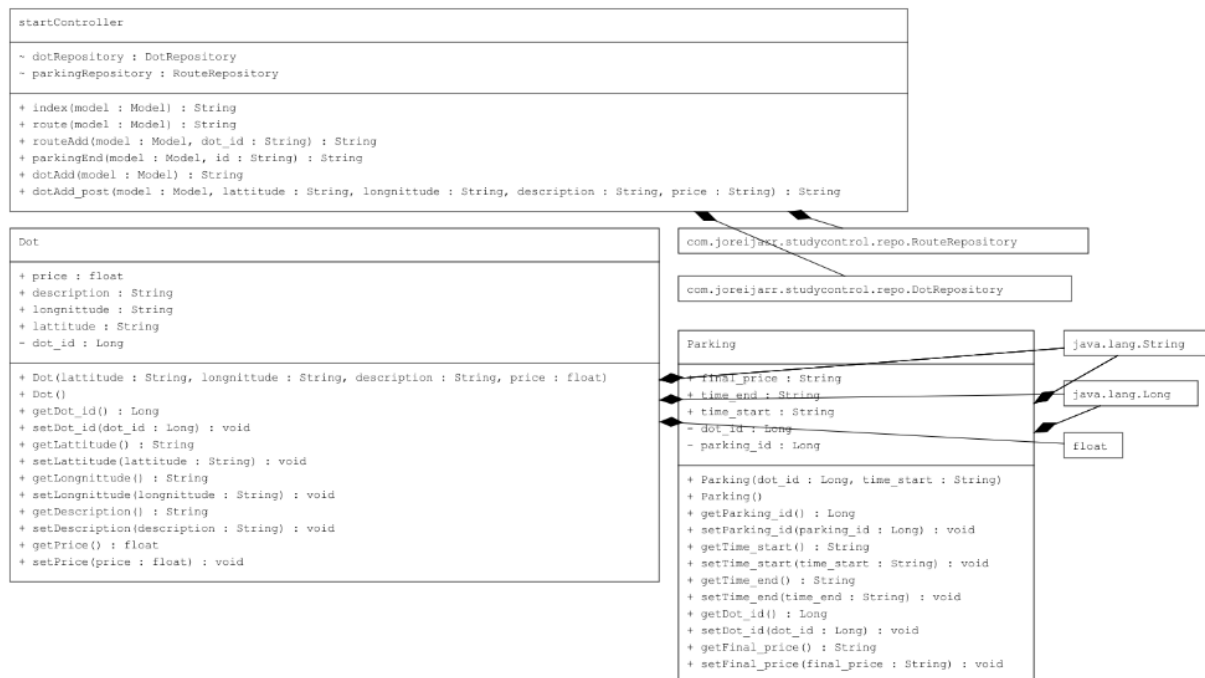 startController
~ dotRepository : DotRepository
~ parkingRepository : RouteRepository
+ index(model : Model) : String
+ route(model : Model) : String
+ routeAdd(model : Model, dot_id : String) : String
+ parkingEnd(model : Model, id : String) : String
+ dotAdd(model : Model) : String
+ dotAdd_post(model : Model, lattitude : String, longnittude : String, description : String, price : String) : String
Dot
+ price : float
+ description : String
+ longnittude : String
+ lattitude : String
- dot_id : Long
+ Dot(lattitude : String, longnittude : String, description : String, price : float)
+ Dot()
+ getDot_id() : Long
+ setDot_id(dot_id : Long) : void
+ getLattitude() : String
+ setLattitude(lattitude : String) : void
+ getLongnittude() : String
+ setLongnittude(longnittude : String) : void
+ getDescription() : String
+ setDescription(description : String) : void
+ getPrice() : float
+ setPrice(price : float) : void
com.joreijarr.studycontrol.repo.RouteRepository
com.joreijarr.studycontrol.repo.DotRepository
Parking
+ final_price : String
+ time_end : String
+ time_start : String
- dot_id : Long
- parking_id : Long
+ Parking(dot_id : Long, time_start : String)
+ Parking()
+ getParking_id() : Long
+ setParking_id(parking_id : Long) : void
+ getTime_start() : String
+ setTime_start(time_start : String) : void
+ getTime_end() : String
+ setTime_end(time_end : String) : void
+ getDot_id() : Long
+ setDot_id(dot_id : Long) : void
+ getFinal_price() : String
+ setFinal_price(final_price : String) : void
java.lang.String
java.lang.Long
float